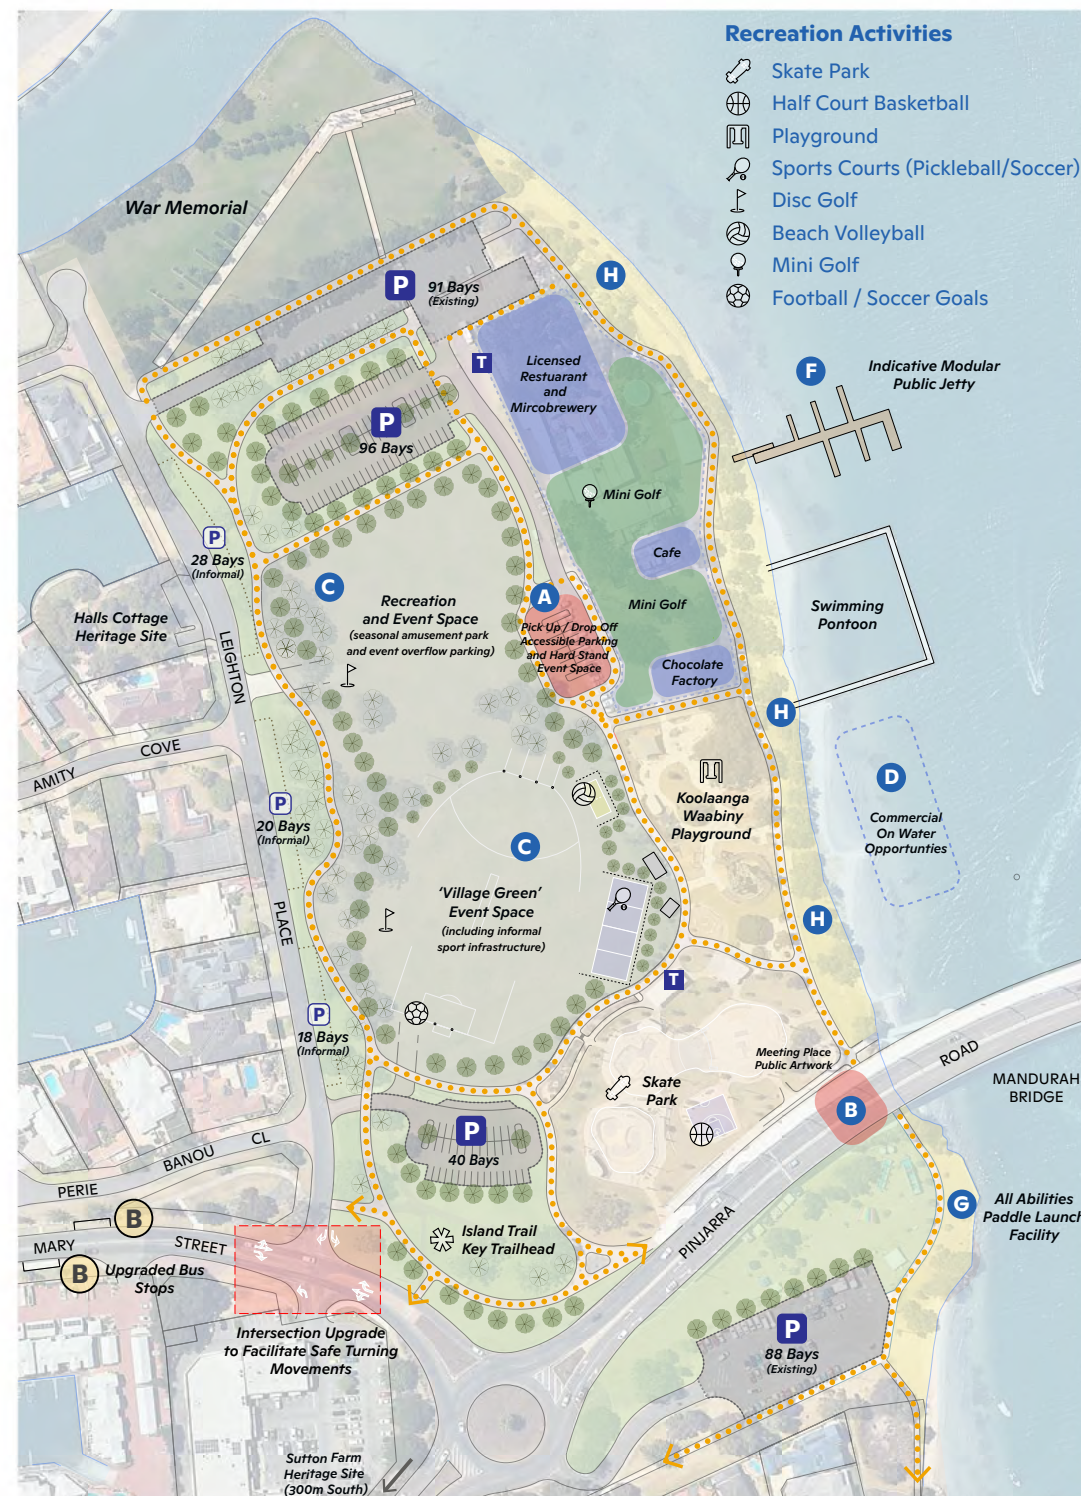 Recreation Activities
Skate Park
Half Court Basketball
Playground
Sports Courts (Pickleball/Soccer)
Disc Golf
Beach Volleyball
Mini Golf
Football / Soccer Goals
War Memorial
P
91 Bays
(Existing)
H
T
Licensed
Restuarant
and
Mircobrewery
F
Indicative Modular
Public Jetty
P
96 Bays
Mini Golf
P
28 Bays
(Informal)
Cafe
C
A
Halls Cottage
Heritage Site
Recreation
and Event Space
(seasonal amusement park
and event overflow parking)
Pick Up / Drop Off
Accessible Parking
and Hard Stand
Event Space
Mini Golf
Swimming
Pontoon
LEIGHTON
Chocolate
Factory
H
AMITY
COVE
Koolaanga
Waabiny
Playground
D
Commercial
On Water
Opportunties
P
20 Bays
(Informal)
C
'Village Green'
Event Space
(including informal
sport infrastructure)
PLACE
H
T
P
18 Bays
(Informal)
Meeting Place
Public Artwork
ROAD
MANDURAH
BRIDGE
Skate
Park
B
P
40 Bays
PERIE
BANOU
CL
G
All Abilities
Paddle Launch
Facility
B
MARY
STREET
B
Upgraded Bus
Stops
Island Trail
Key Trailhead
PINJARRA
Intersection Upgrade
to Facilitate Safe Turning
Movements
P
88 Bays
(Existing)
Sutton Farm
Heritage Site
(300m South)